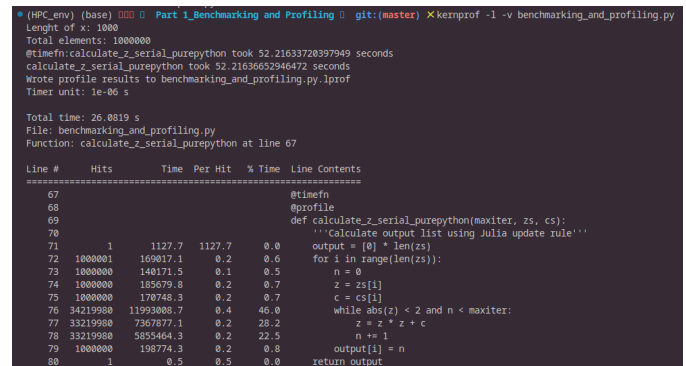 (HPC_env) (base) Part 1_Benchmarking and Profiling git:(master) ✕ kernprof -l -v benchmarking_and_profiling.py
Lenght of x: 1000
Total elements: 1000000
@timefn:calculate_z_serial_purepython took 52.21633720397949 seconds
calculate_z_serial_purepython took 52.21636652946472 seconds
Wrote profile results to benchmarking_and_profiling.py.lprof
Timer unit: 1e-06 s
Total time: 26.0819 s
File: benchmarking_and_profiling.py
Function: calculate_z_serial_purepython at line 67
Line # Hits Time Per Hit % Time Line Contents
==============================================================
67 @timefn
68 @profile
69 def calculate_z_serial_purepython(maxiter, zs, cs):
70 '''Calculate output list using Julia update rule'''
71 1 1127.7 1127.7 0.0 output = [0] * len(zs)
72 1000001 169017.1 0.2 0.6 for i in range(len(zs)):
73 1000000 140171.5 0.1 0.5 n = 0
74 1000000 185679.8 0.2 0.7 z = zs[i]
75 1000000 170748.3 0.2 0.7 c = cs[i]
76 34219980 11993008.7 0.4 46.0 while abs(z) < 2 and n < maxiter:
77 33219980 7367877.1 0.2 28.2 z = z * z + c
78 33219980 5855464.3 0.2 22.5 n += 1
79 1000000 198774.3 0.2 0.8 output[i] = n
80 1 0.5 0.5 0.0 return output